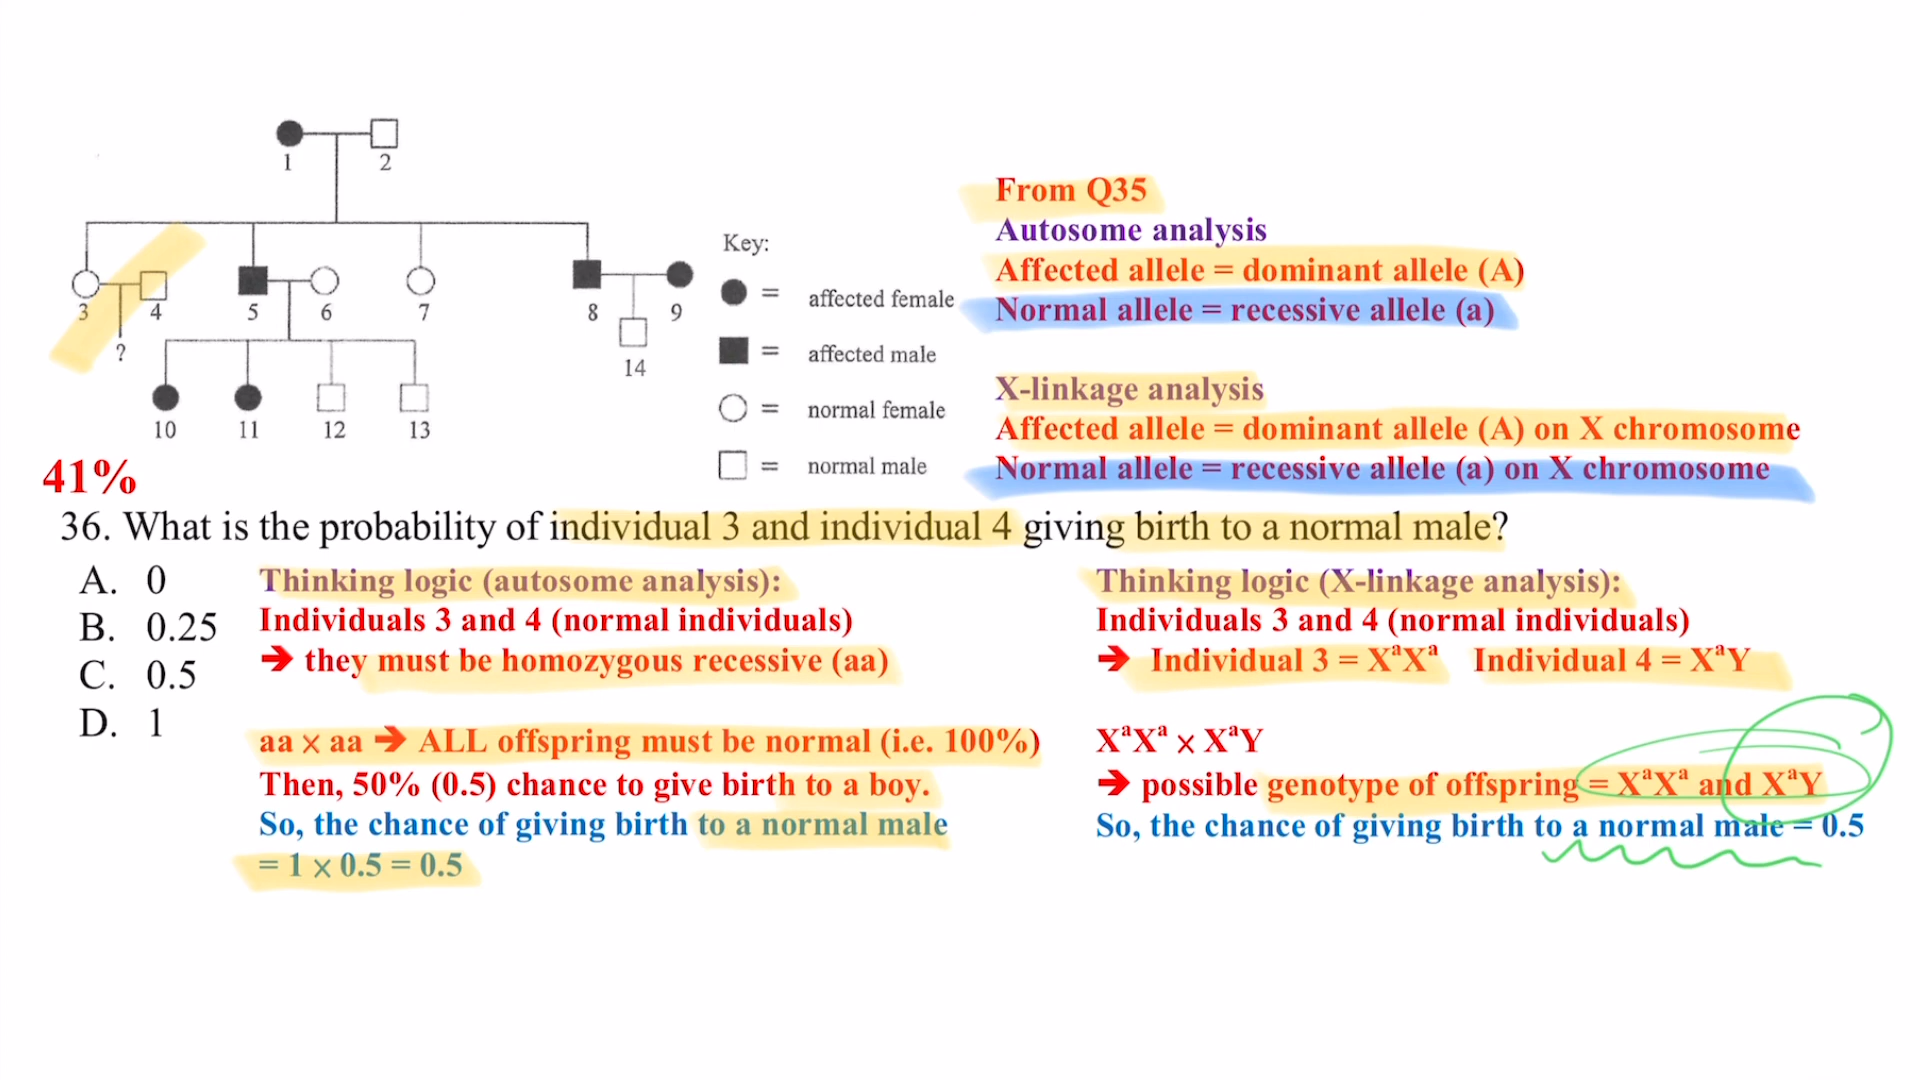 1
2
3
4
5
6
7
8
9
?
14
10
11
12
13
Key:
= affected female
= affected male
= normal female
= normal male
From Q35
Autosome analysis
Affected allele = dominant allele (A)
Normal allele = recessive allele (a)
X-linkage analysis
Affected allele = dominant allele (A) on X chromosome
Normal allele = recessive allele (a) on X chromosome
41%
36. What is the probability of individual 3 and individual 4 giving birth to a normal male?
A. 0
B. 0.25
C. 0.5
D. 1
Thinking logic (autosome analysis):
Individuals 3 and 4 (normal individuals)
➔ they must be homozygous recessive (aa)
aa x aa ➔ ALL offspring must be normal (i.e. 100%)
Then, 50% (0.5) chance to give birth to a boy.
So, the chance of giving birth to a normal male
= 1 x 0.5 = 0.5
Thinking logic (X-linkage analysis):
Individuals 3 and 4 (normal individuals)
➔ Individual 3 = XᵃXᵃ Individual 4 = XᵃY
XᵃXᵃ x XᵃY
➔ possible genotype of offspring = XᵃXᵃ and XᵃY
So, the chance of giving birth to a normal male = 0.5